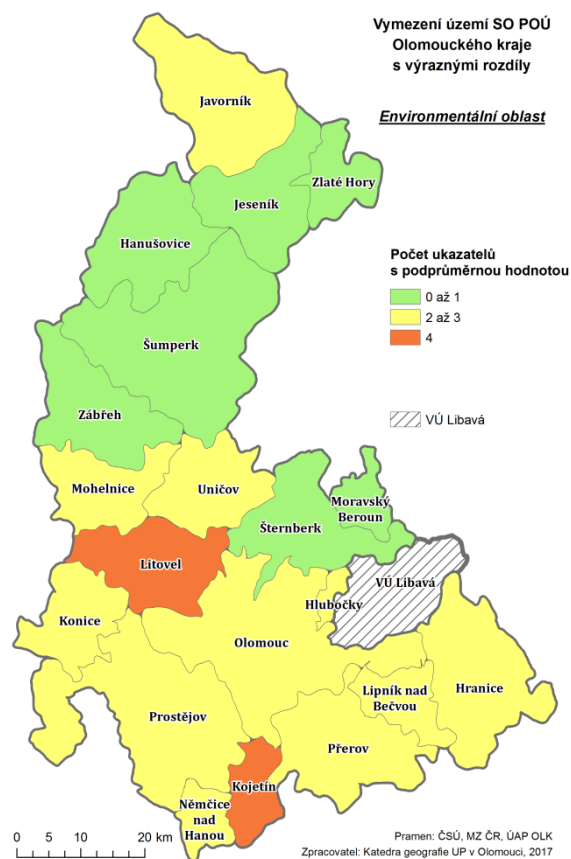 Vymezení území SO POÚ
Olomouckého kraje
s výraznými rozdíly
Environmentální oblast
Javorník
Zlaté Hory
Jeseník
Hanušovice
Počet ukazatelů
s podprůměrnou hodnotou
0 až 1
2 až 3
4
Šumperk
Zábřeh
VÚ Libavá
Mohelnice
Uničov
Moravský
Beroun
Šternberk
Litovel
VÚ Libavá
Hlubočky
Konice
Olomouc
Lipník nad
Bečvou
Hranice
Prostějov
Přerov
Kojetín
Němčice
nad
Hanou
0 5 10 20 km
Pramen: ČSÚ, MZ ČR, ÚAP OLK
Zpracovatel: Katedra geografie UP v Olomouci, 2017